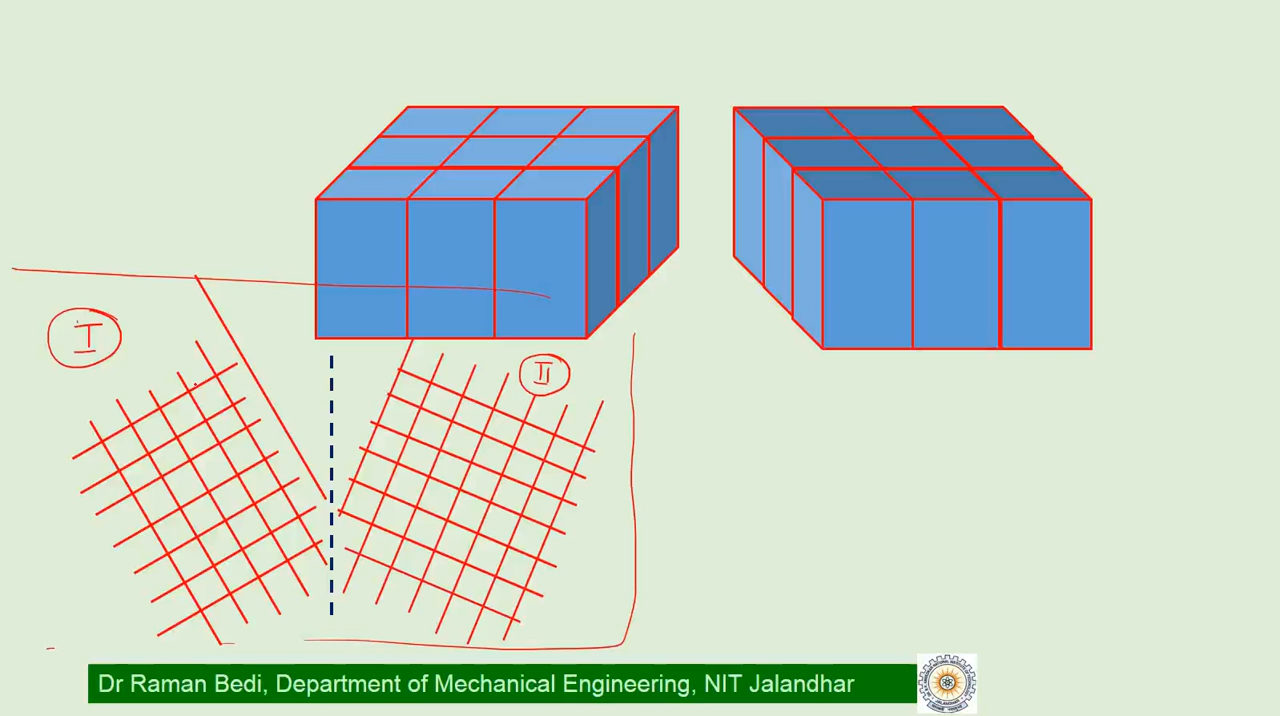 I
II
Dr Raman Bedi, Department of Mechanical Engineering, NIT Jalandhar